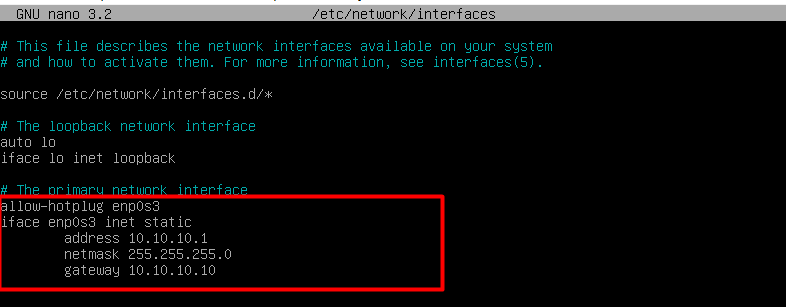 GNU nano 3.2 /etc/network/interfaces
# This file describes the network interfaces available on your system
# and how to activate them. For more information, see interfaces(5).
source /etc/network/interfaces.d/*
# The loopback network interface
auto lo
iface lo inet loopback
# The primary network interface
allow-hotplug enp0s3
iface enp0s3 inet static
address 10.10.10.1
netmask 255.255.255.0
gateway 10.10.10.10